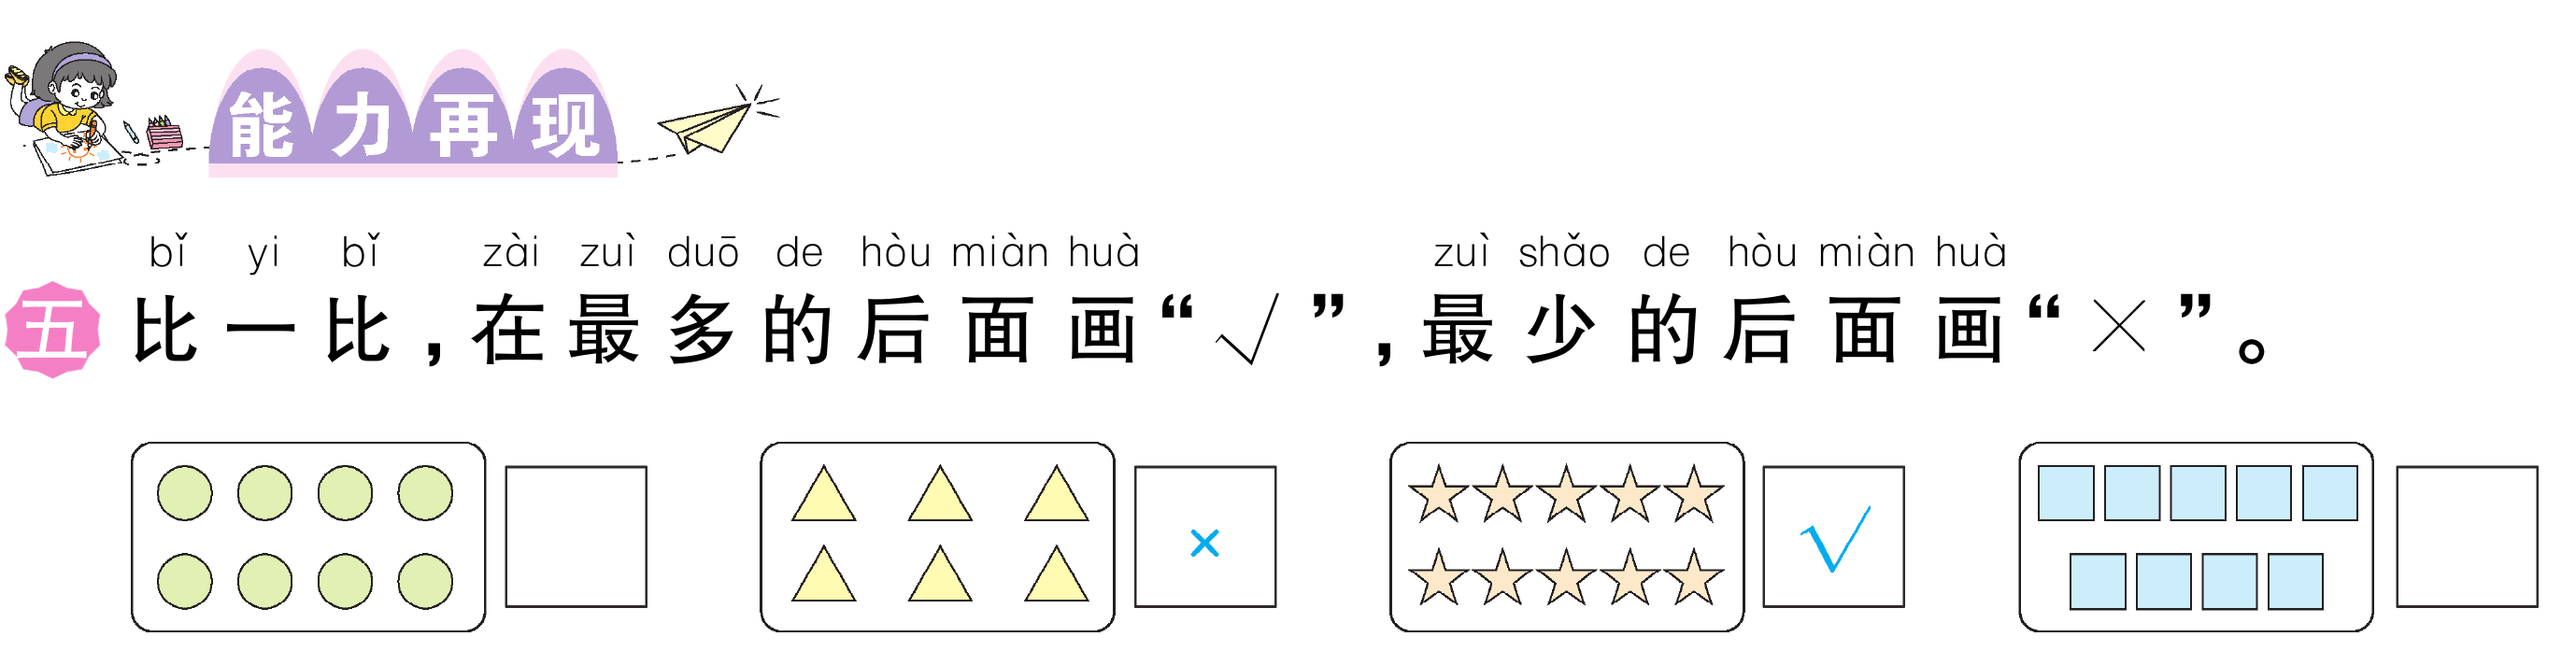 能力再现
bǐ yi bǐ zài zuì duō de hòu miàn huà zuì shǎo de hòu miàn huà
五 比一比,在最多的后面画“√”,最少的后面画“×”。
× √